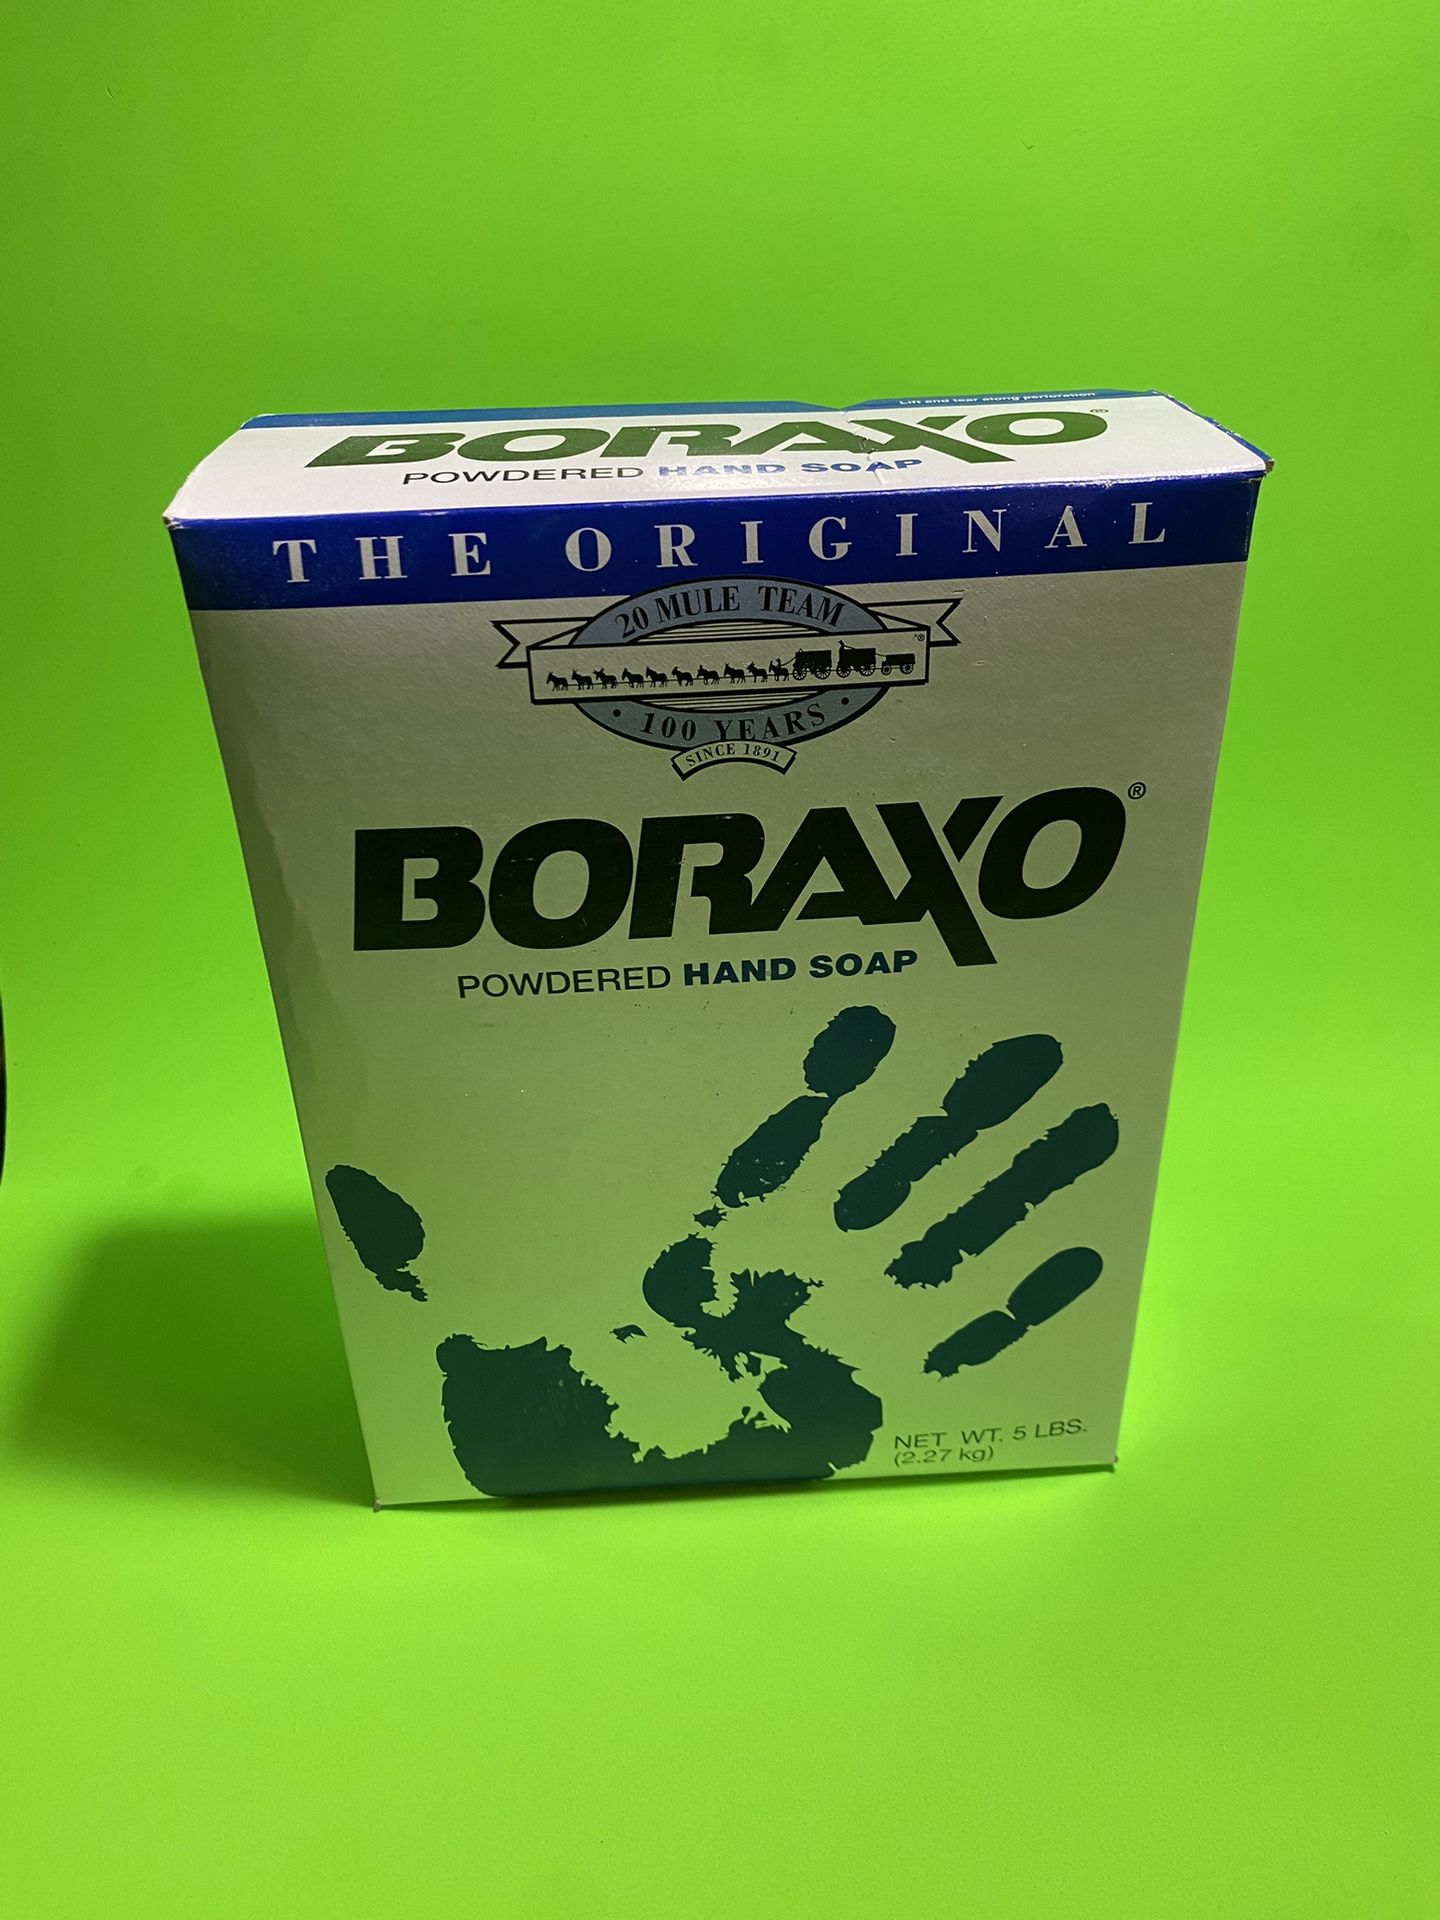 Lift and tear along perforation
BORAXO®
POWDERED HAND SOAP
THE ORIGINAL
20 MULE TEAM
®
• 100 YEARS •
SINCE 1891
BORAXO®
POWDERED HAND SOAP
NET WT. 5 LBS.
(2.27 kg)